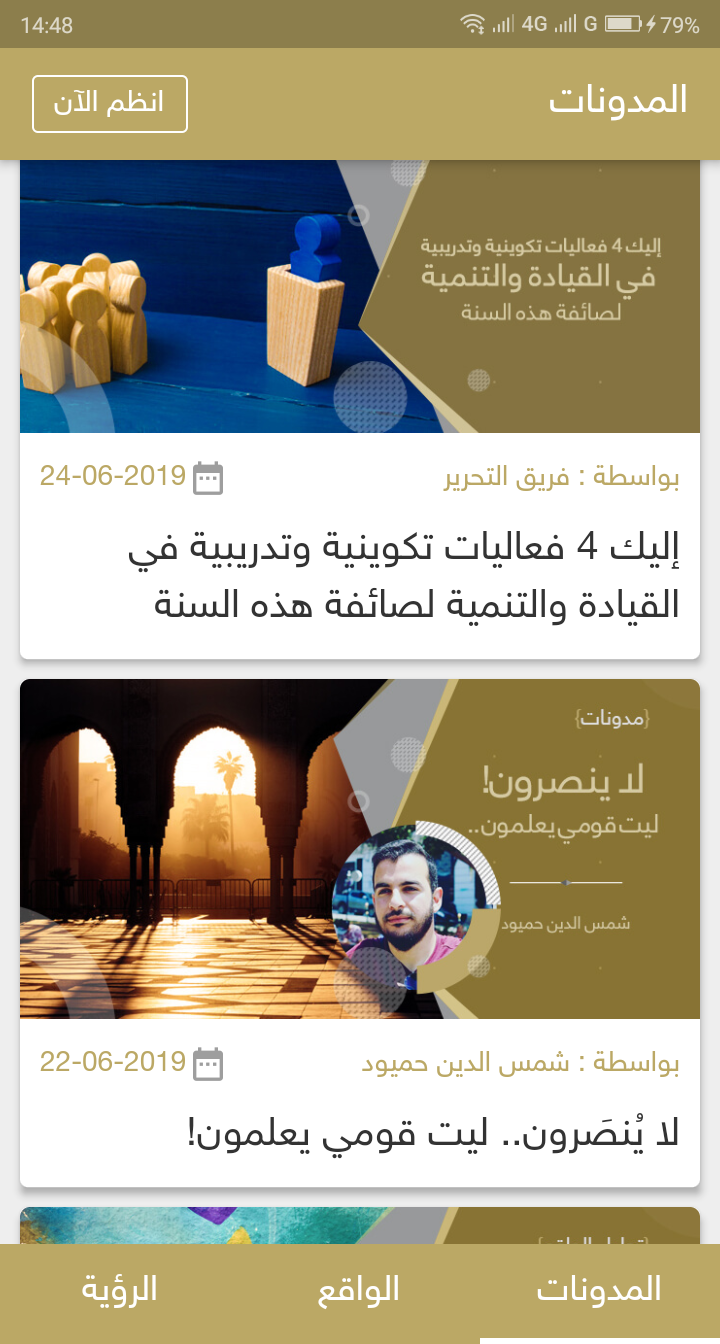 14:48
4G G 79%
المدونات
انظم الآن
إليك 4 فعاليات تكوينية وتدريبية
في القيادة والتنمية
لصائفة هذه السنة
بواسطة : فريق التحرير
24-06-2019
إليك 4 فعاليات تكوينية وتدريبية في
القيادة والتنمية لصائفة هذه السنة
{مدونات}
لا ينصرون!
ليت قومي يعلمون..
شمس الدين حميود
بواسطة : شمس الدين حميود
22-06-2019
لا يُنصَرون.. ليت قومي يعلمون!
المدونات
الواقع
الرؤية